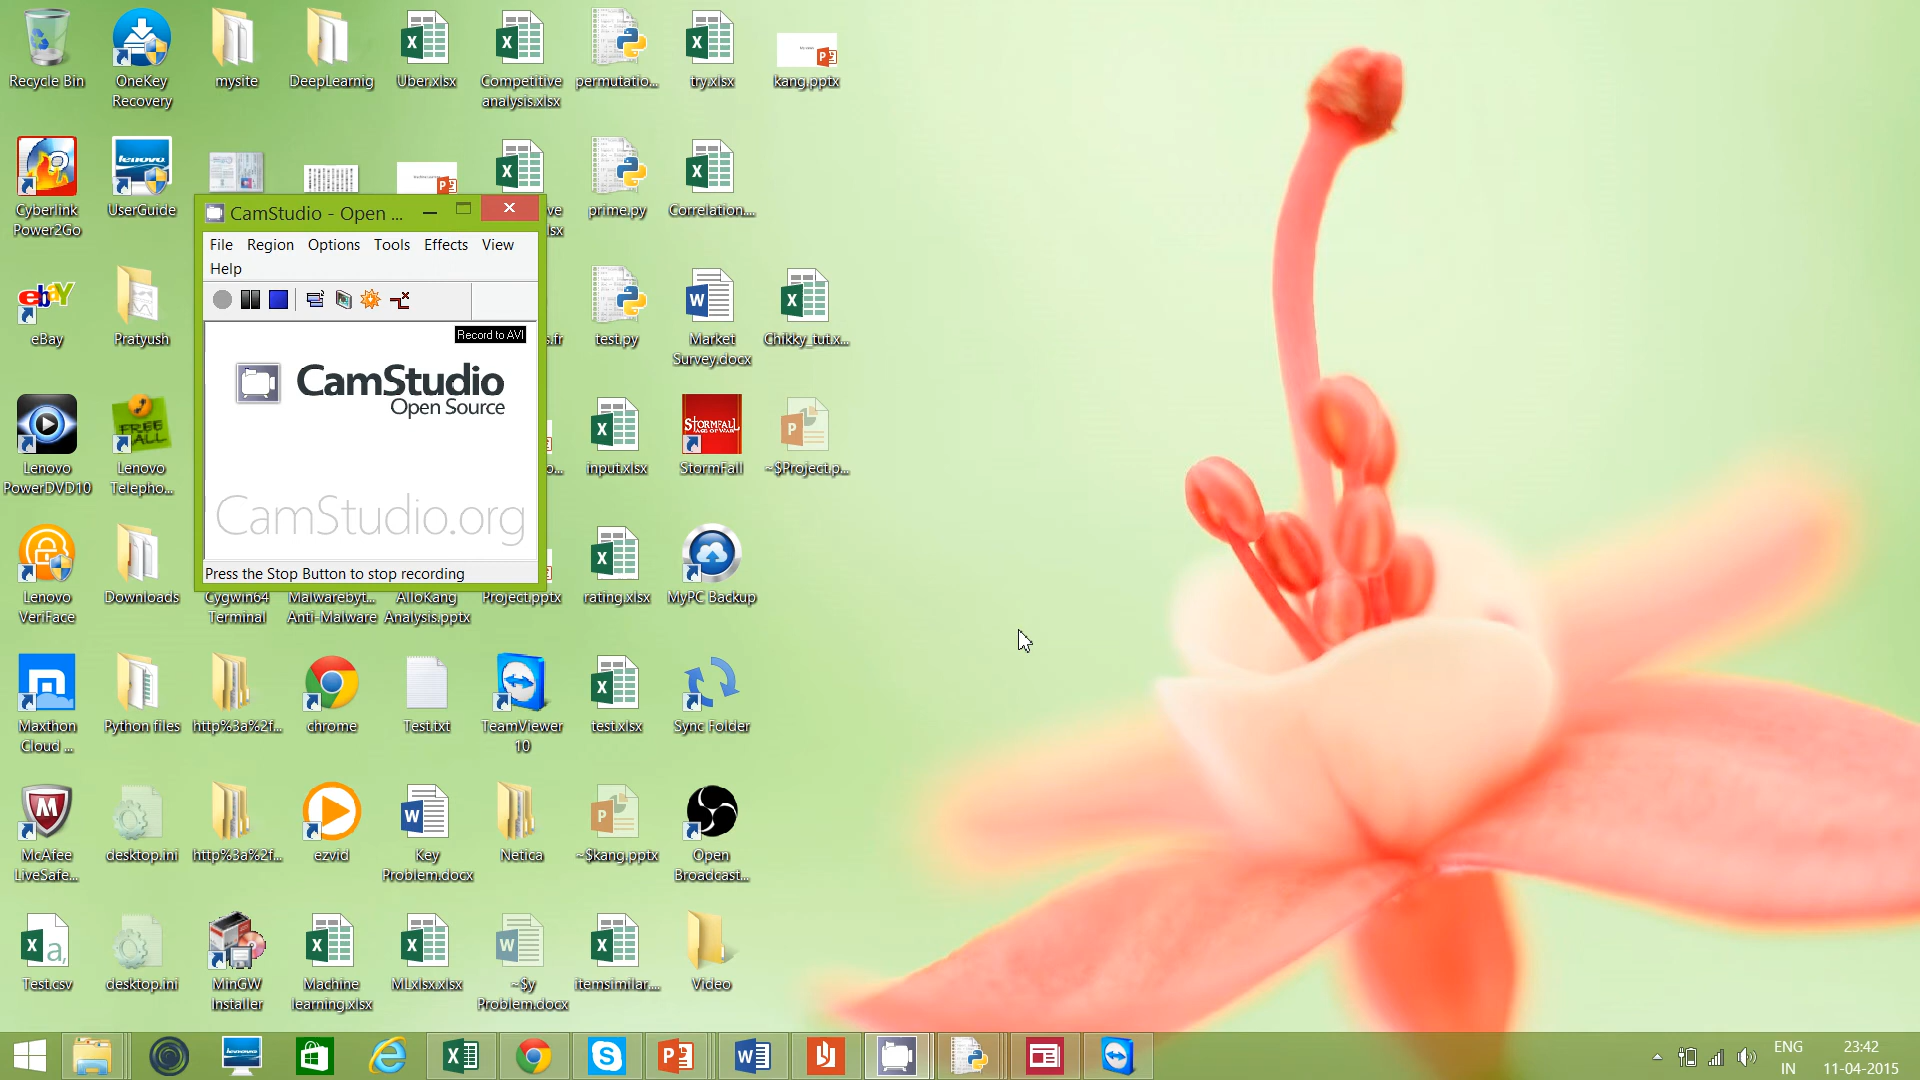 Recycle Bin
OneKey
Recovery
mysite
DeepLearnig
Uber.xlsx
Competitive
analysis.xlsx
permutatio...
try.xlsx
kang.pptx
Cyberlink
Power2Go
UserGuide
prime.py
Correlation....
CamStudio - Open ...
File Region Options Tools Effects View
Help
Record to AVI
CamStudio
Open Source
CamStudio.org
Press the Stop Button to stop recording
eBay
Pratyush
test.py
Market
Survey.docx
Chikky_tut.x...
Lenovo
PowerDVD10
Lenovo
Telepho...
input.xlsx
STORMFALL
AGE OF WAR
StormFall
~$Project.p...
Lenovo
VeriFace
Downloads
Cygwin64
Terminal
Malwarebyt...
Anti-Malware
AlloKang
Analysis.pptx
Project.pptx
rating.xlsx
MyPC Backup
Maxthon
Cloud ...
Python files
http%3a%2f...
chrome
Test.txt
TeamViewer
10
test.xlsx
Sync Folder
McAfee
LiveSafe...
desktop.ini
http%3a%2f...
ezvid
Key
Problem.docx
Netica
~$kang.pptx
Open
Broadcast...
Test.csv
desktop.ini
MinGW
Installer
Machine
learning.xlsx
MLxlsx.xlsx
~$y
Problem.docx
itemsimilar....
Video
ENG
IN
23:42
11-04-2015